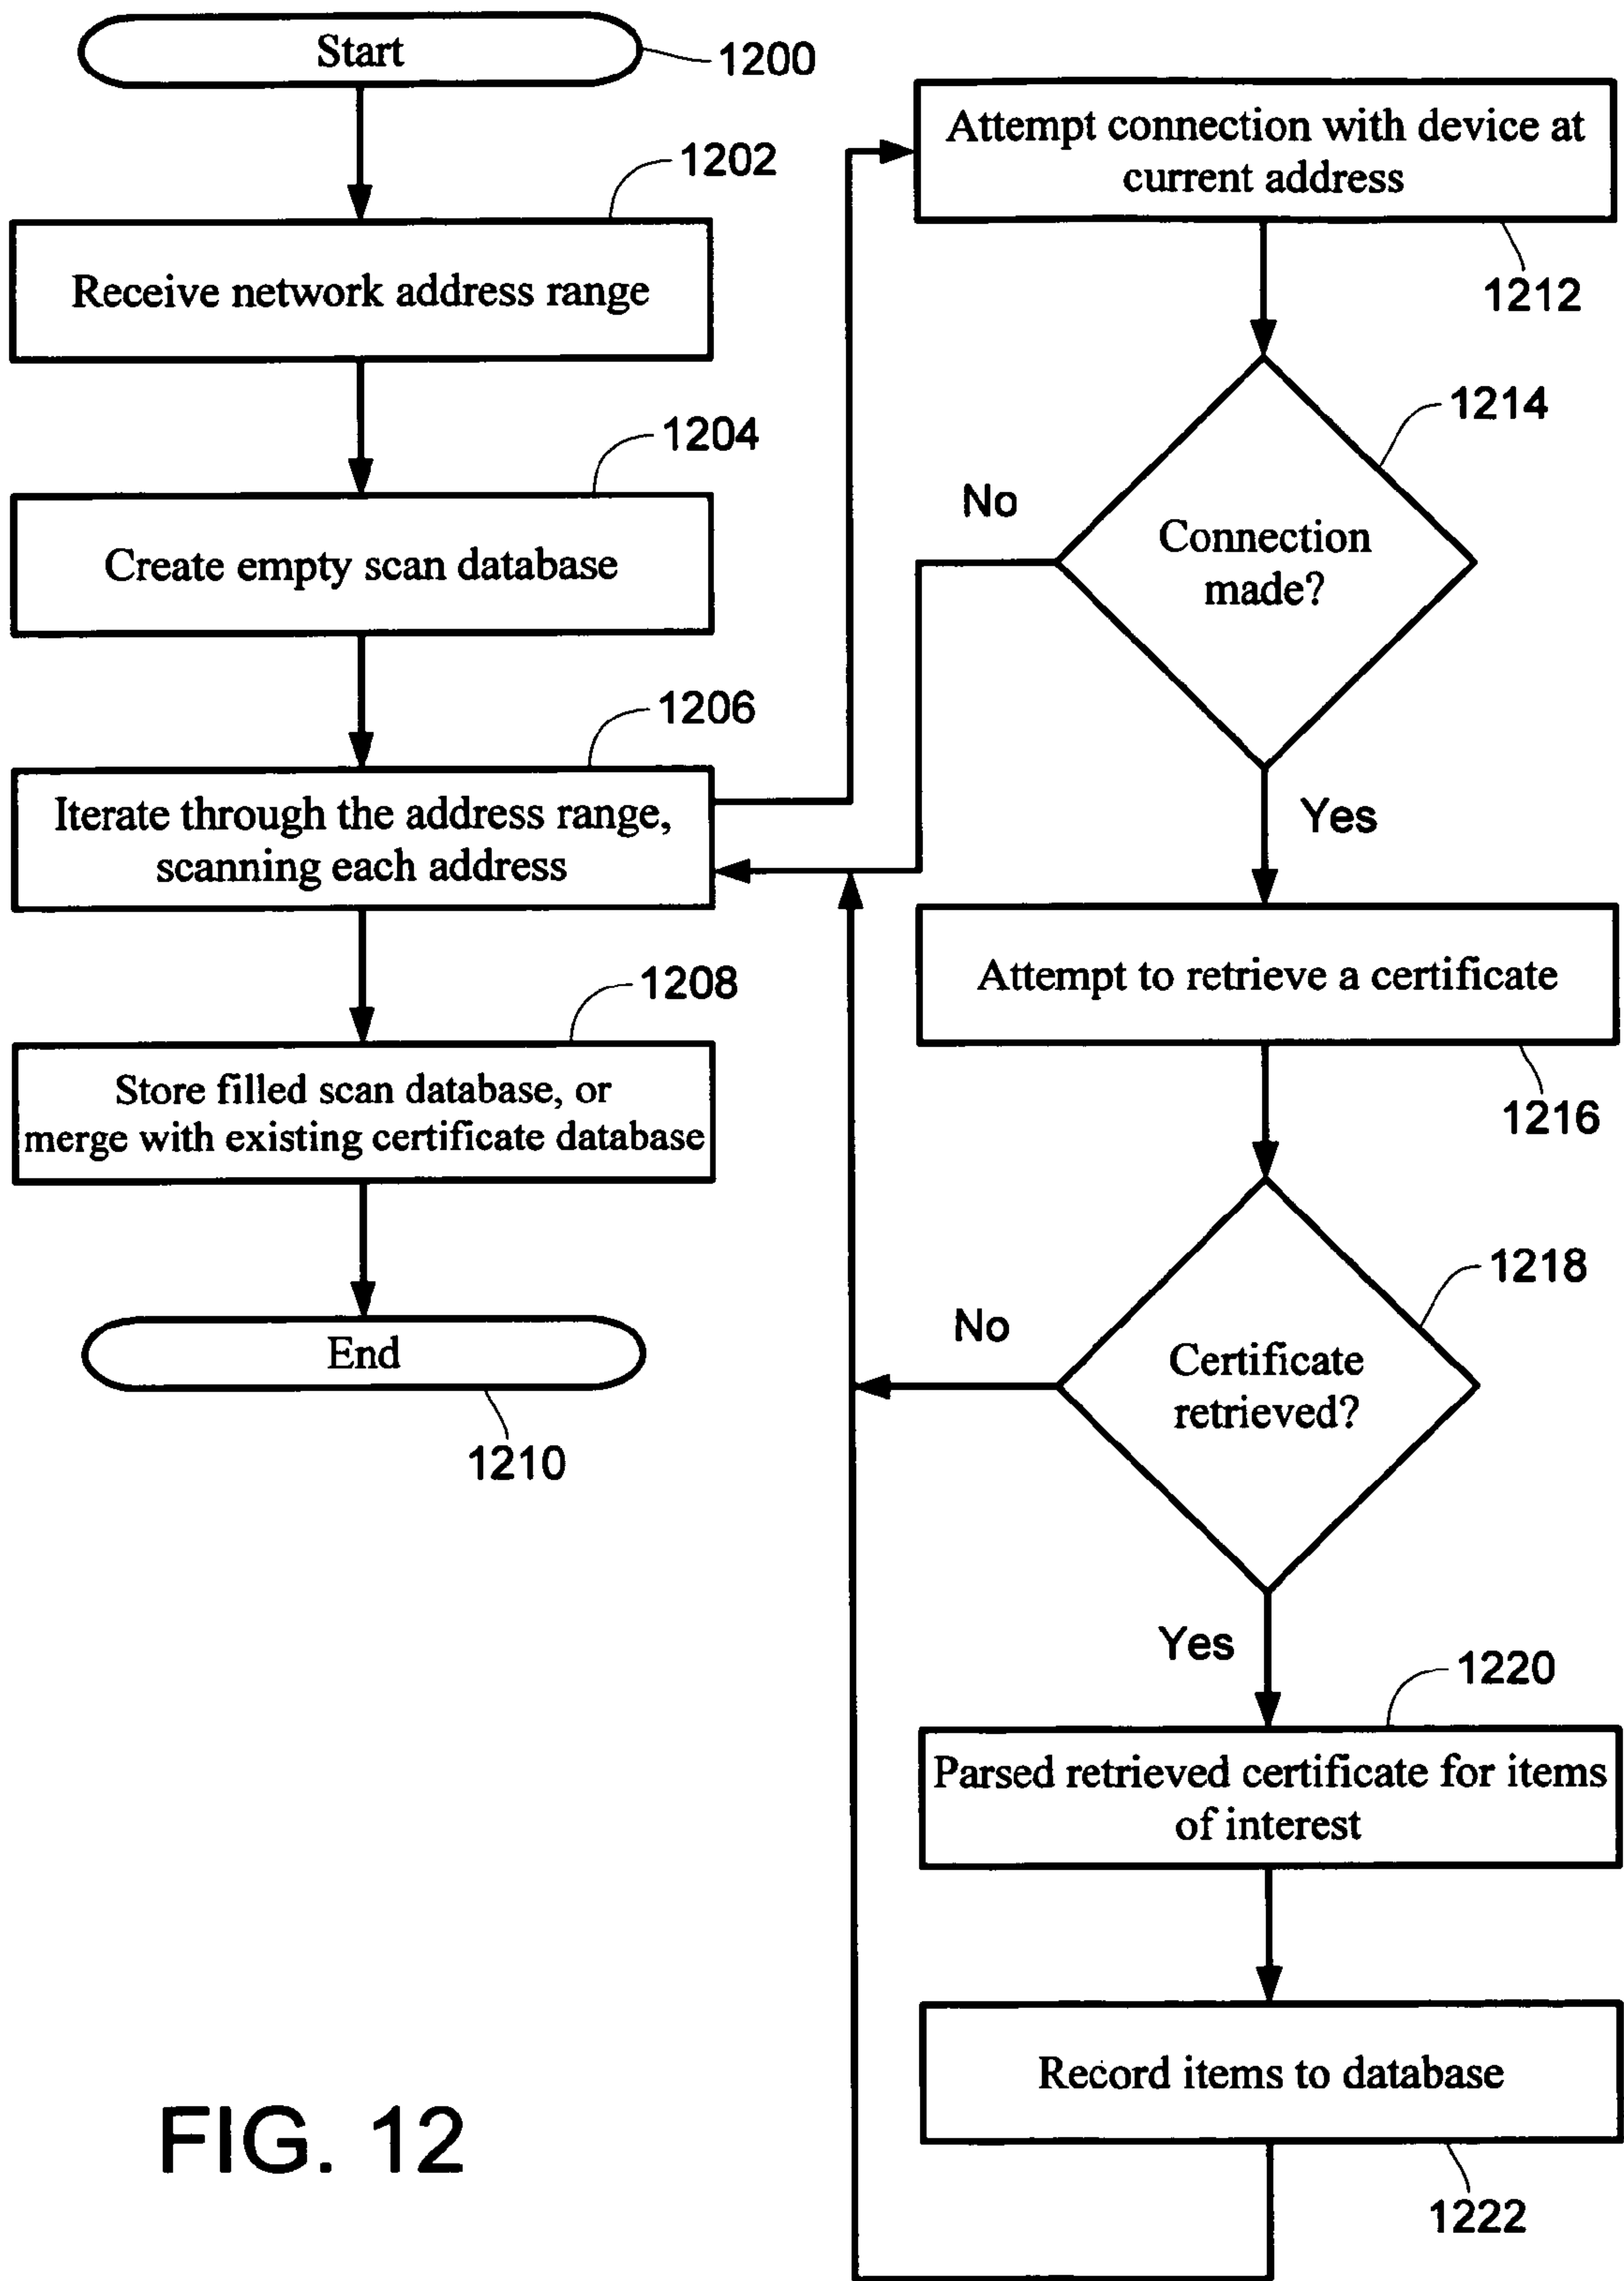 Start
1200
1202
Receive network address range
1204
Create empty scan database
1206
Iterate through the address range,
scanning each address
1208
Store filled scan database, or
merge with existing certificate database
End
1210
Attempt connection with device at
current address
1212
1214
No
Connection
made?
Yes
Attempt to retrieve a certificate
1216
1218
No
Certificate
retrieved?
Yes
1220
Parsed retrieved certificate for items
of interest
Record items to database
1222
FIG. 12